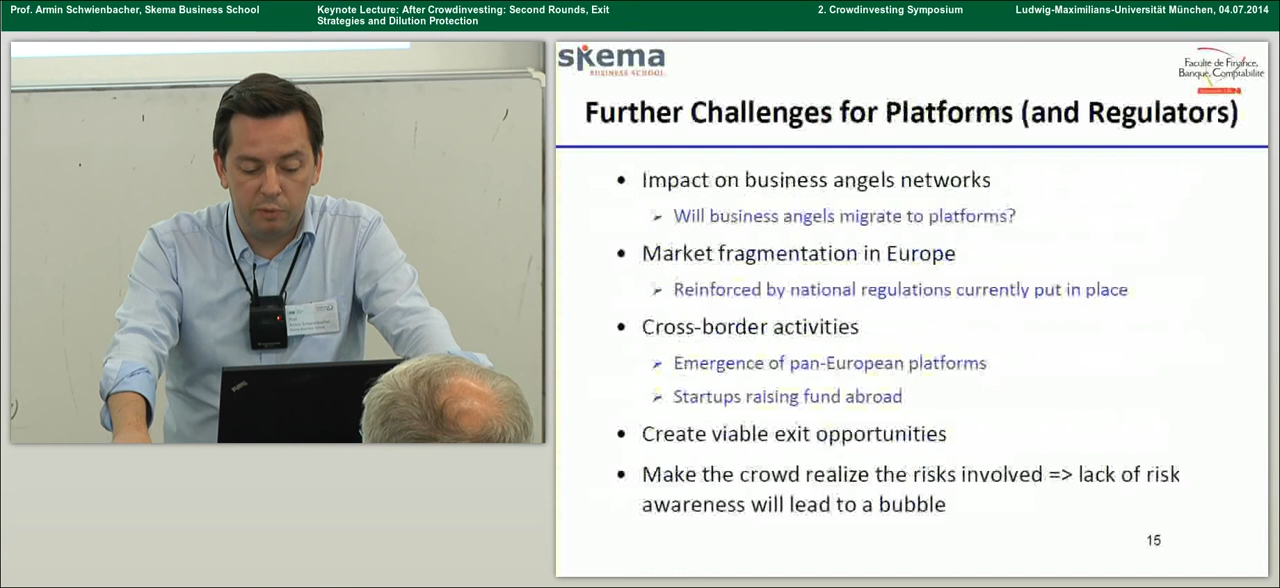 Prof. Armin Schwienbacher, Skema Business School
Keynote Lecture: After Crowdinvesting: Second Rounds, Exit
Strategies and Dilution Protection
2. Crowdinvesting Symposium
Ludwig-Maximilians-Universität München, 04.07.2014
skema
BUSINESS SCHOOL
Faculté de Finance,
Banque, Comptabilité
Further Challenges for Platforms (and Regulators)
• Impact on business angels networks
➢ Will business angels migrate to platforms?
• Market fragmentation in Europe
➢ Reinforced by national regulations currently put in place
• Cross-border activities
➢ Emergence of pan-European platforms
➢ Startups raising fund abroad
• Create viable exit opportunities
• Make the crowd realize the risks involved => lack of risk
awareness will lead to a bubble
15